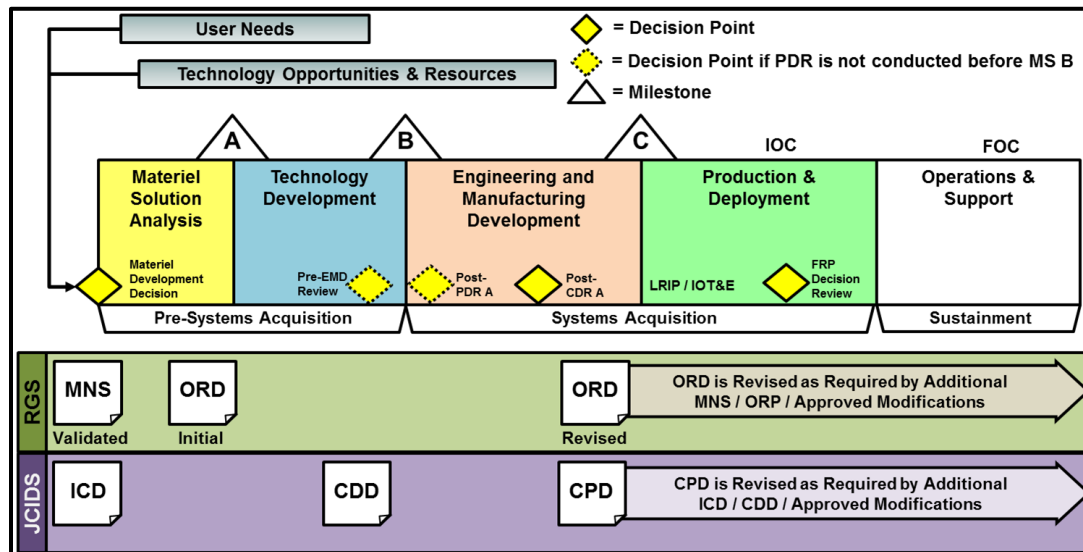 User Needs
Technology Opportunities & Resources
= Decision Point
= Decision Point if PDR is not conducted before MS B
= Milestone
A
B
C
IOC
FOC
Materiel
Solution
Analysis
Technology
Development
Engineering and
Manufacturing
Development
Production &
Deployment
Operations &
Support
Materiel
Development
Decision
Pre-EMD
Review
Post-
PDR A
Post-
CDR A
LRIP / IOT&E
FRP
Decision
Review
Pre-Systems Acquisition
Systems Acquisition
Sustainment
RGS
MNS
Validated
ORD
Initial
ORD
Revised
ORD is Revised as Required by Additional
MNS / ORP / Approved Modifications
JCIDS
ICD
CDD
CPD
CPD is Revised as Required by Additional
ICD / CDD / Approved Modifications